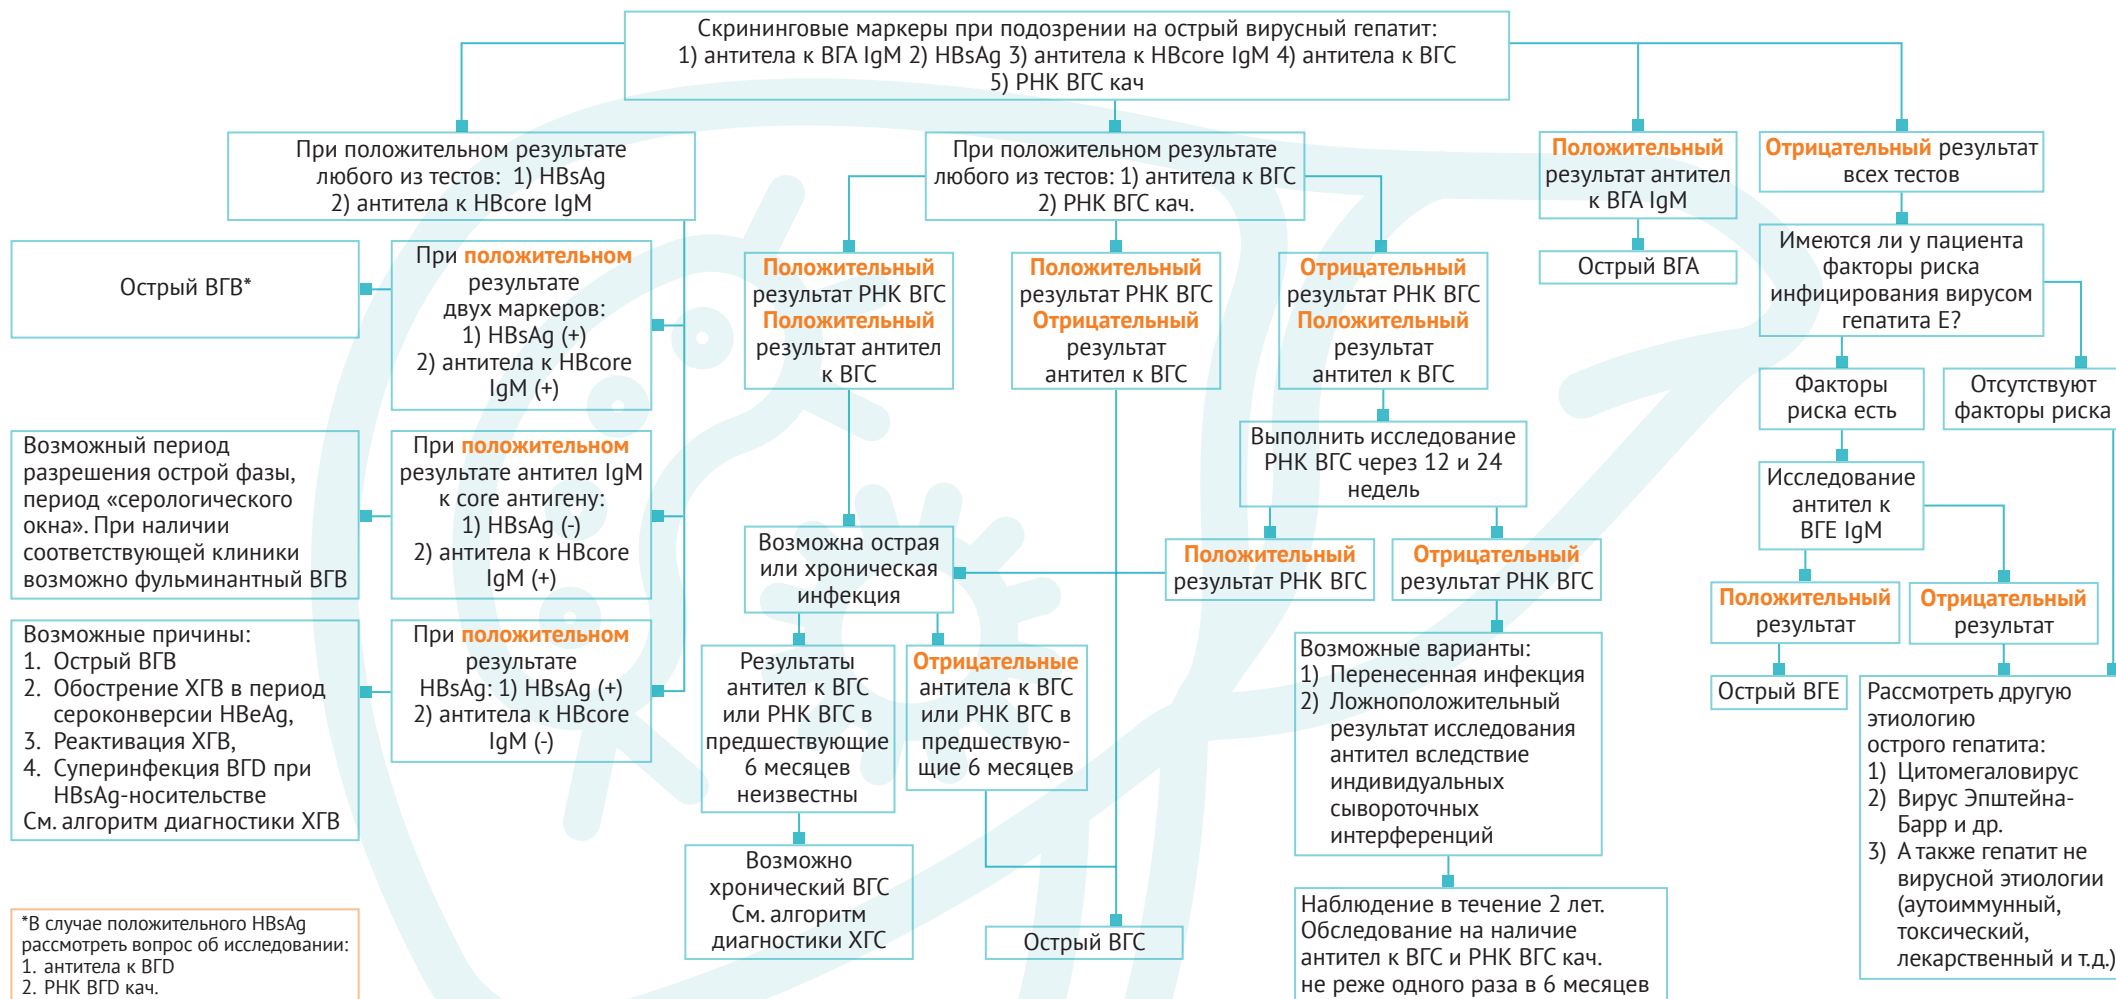 Скрининговые маркеры при подозрении на острый вирусный гепатит:
1) антитела к ВГА IgM 2) HBsAg 3) антитела к HBcore IgM 4) антитела к ВГС
5) РНК ВГС кач
При положительном результате
любого из тестов: 1) HBsAg
2) антитела к HBcore IgM
При положительном результате
любого из тестов: 1) антитела к ВГС
2) РНК ВГС кач.
Положительный
результат антител
к ВГА IgM
Отрицательный результат
всех тестов
Острый ВГВ*
При положительном
результате
двух маркеров:
1) HBsAg (+)
2) антитела к HBcore
IgM (+)
Положительный
результат РНК ВГС
Положительный
результат антител
к ВГС
Положительный
результат РНК ВГС
Отрицательный
результат
антител к ВГС
Отрицательный
результат РНК ВГС
Положительный
результат
антител к ВГС
Острый ВГА
Имеются ли у пациента
факторы риска
инфицирования вирусом
гепатита Е?
Факторы
риска есть
Отсутствуют
факторы риска
Возможный период
разрешения острой фазы,
период «серологического
окна». При наличии
соответствующей клиники
возможно фульминантный ВГВ
При положительном
результате антител IgM
к core антигену:
1) HBsAg (-)
2) антитела к HBcore
IgM (+)
Выполнить исследование
РНК ВГС через 12 и 24
недель
Исследование
антител к
ВГЕ IgM
Возможна острая
или хроническая
инфекция
Положительный
результат РНК ВГС
Отрицательный
результат РНК ВГС
Положительный
результат
Отрицательный
результат
Возможные причины:
1. Острый ВГВ
2. Обострение ХГВ в период
сероконверсии HBeAg,
3. Реактивация ХГВ,
4. Суперинфекция ВГD при
HBsAg-носительстве
См. алгоритм диагностики ХГВ
При положительном
результате
HBsAg: 1) HBsAg (+)
2) антитела к HBcore
IgM (-)
Результаты
антител к ВГС
или РНК ВГС в
предшествующие
6 месяцев
неизвестны
Отрицательные
антитела к ВГС
или РНК ВГС в
предшествую-
щие 6 месяцев
Возможные варианты:
1) Перенесенная инфекция
2) Ложноположительный
результат исследования
антител вследствие
индивидуальных
сывороточных
интерференций
Острый ВГЕ
Рассмотреть другую
этиологию
острого гепатита:
1) Цитомегаловирус
2) Вирус Эпштейна-
Барр и др.
3) А также гепатит не
вирусной этиологии
(аутоиммунный,
токсический,
лекарственный и т.д.)
Возможно
хронический ВГС
См. алгоритм
диагностики ХГС
Острый ВГС
Наблюдение в течение 2 лет.
Обследование на наличие
антител к ВГС и РНК ВГС кач.
не реже одного раза в 6 месяцев
*В случае положительного HBsAg
рассмотреть вопрос об исследовании:
1. антитела к ВГD
2. РНК ВГD кач.